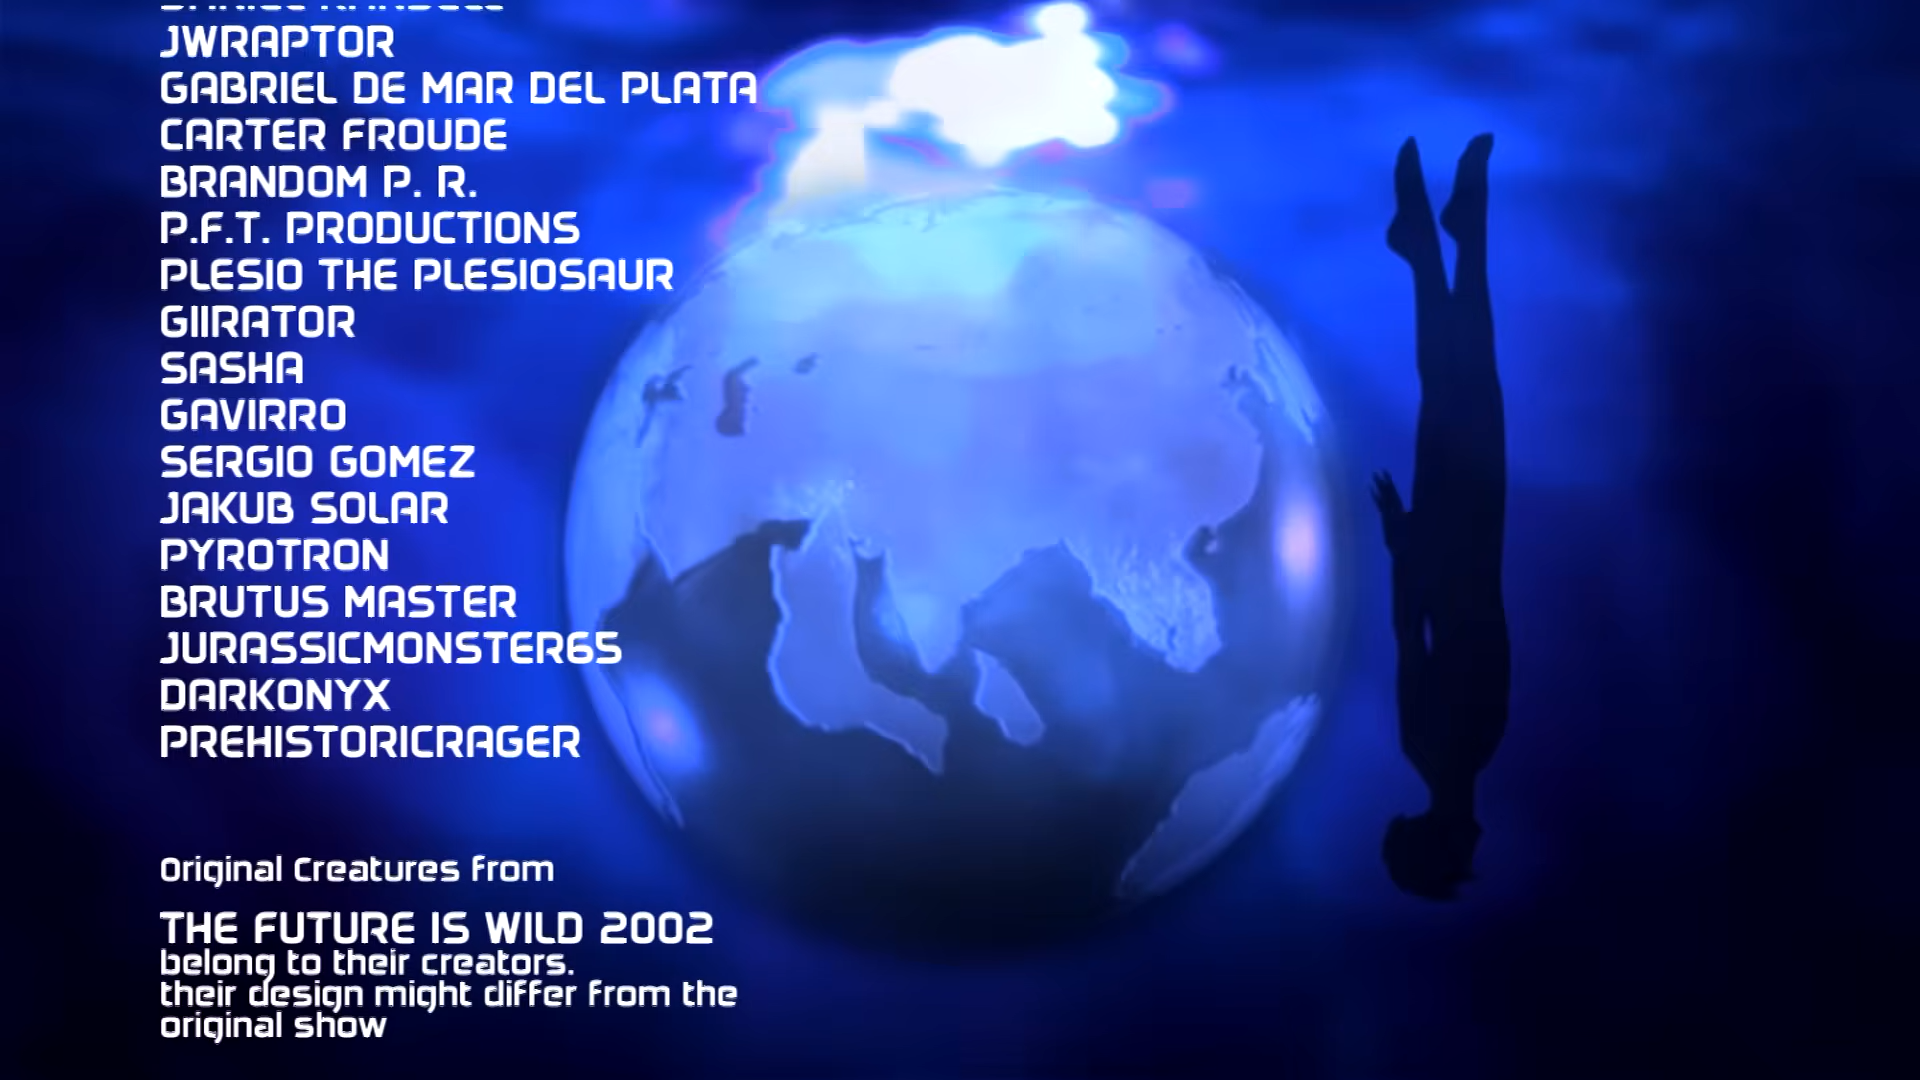 JWRAPTOR
GABRIEL DE MAR DEL PLATA
CARTER FROUDE
BRANDOM P. R.
P.F.T. PRODUCTIONS
PLESIO THE PLESIOSAUR
GIIRATOR
SASHA
GAVIRRO
SERGIO GOMEZ
JAKUB SOLAR
PYROTRON
BRUTUS MASTER
JURASSICMONSTER65
DARKONYX
PREHISTORICRAGER
Original Creatures from
THE FUTURE IS WILD 2002
belong to their creators.
their design might differ from the
original show